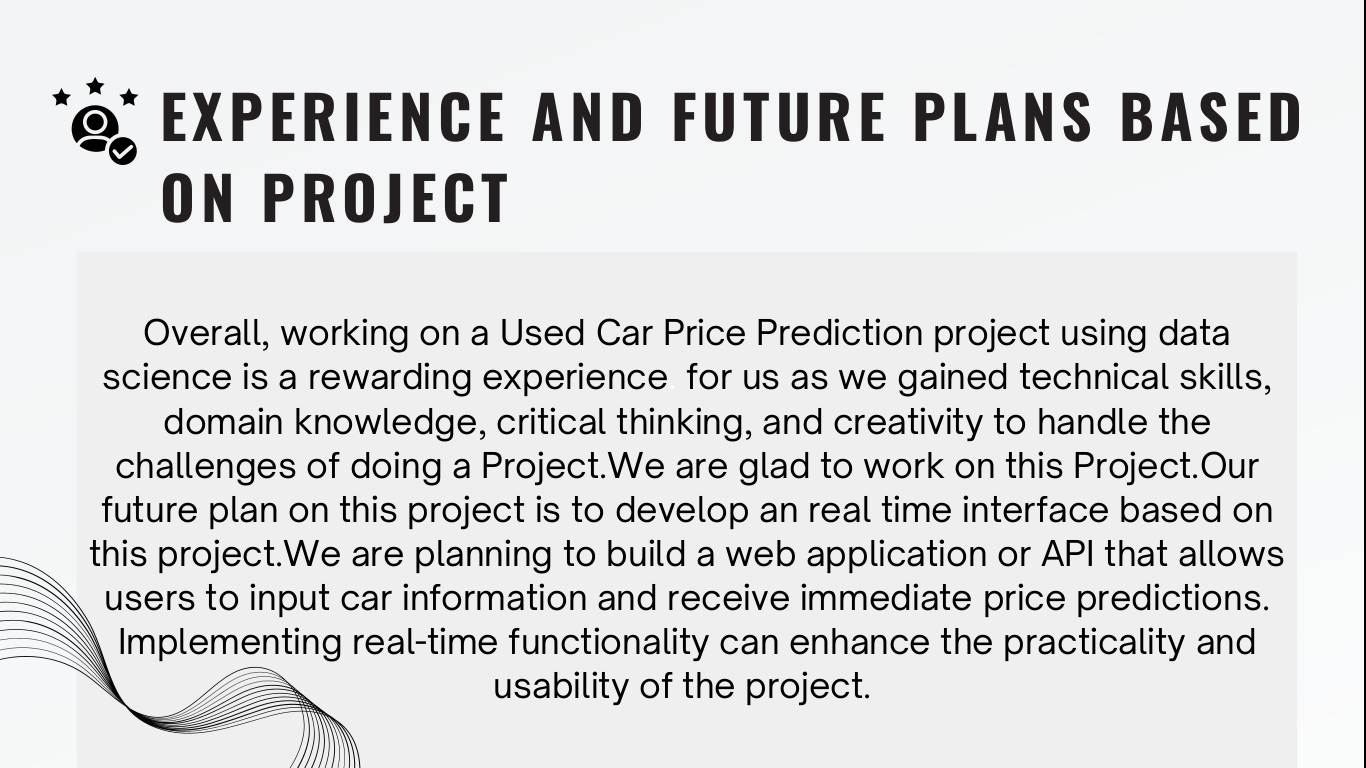 EXPERIENCE AND FUTURE PLANS BASED
ON PROJECT
Overall, working on a Used Car Price Prediction project using data
science is a rewarding experience. for us as we gained technical skills,
domain knowledge, critical thinking, and creativity to handle the
challenges of doing a Project.We are glad to work on this Project.Our
future plan on this project is to develop an real time interface based on
this project.We are planning to build a web application or API that allows
users to input car information and receive immediate price predictions.
Implementing real-time functionality can enhance the practicality and
usability of the project.